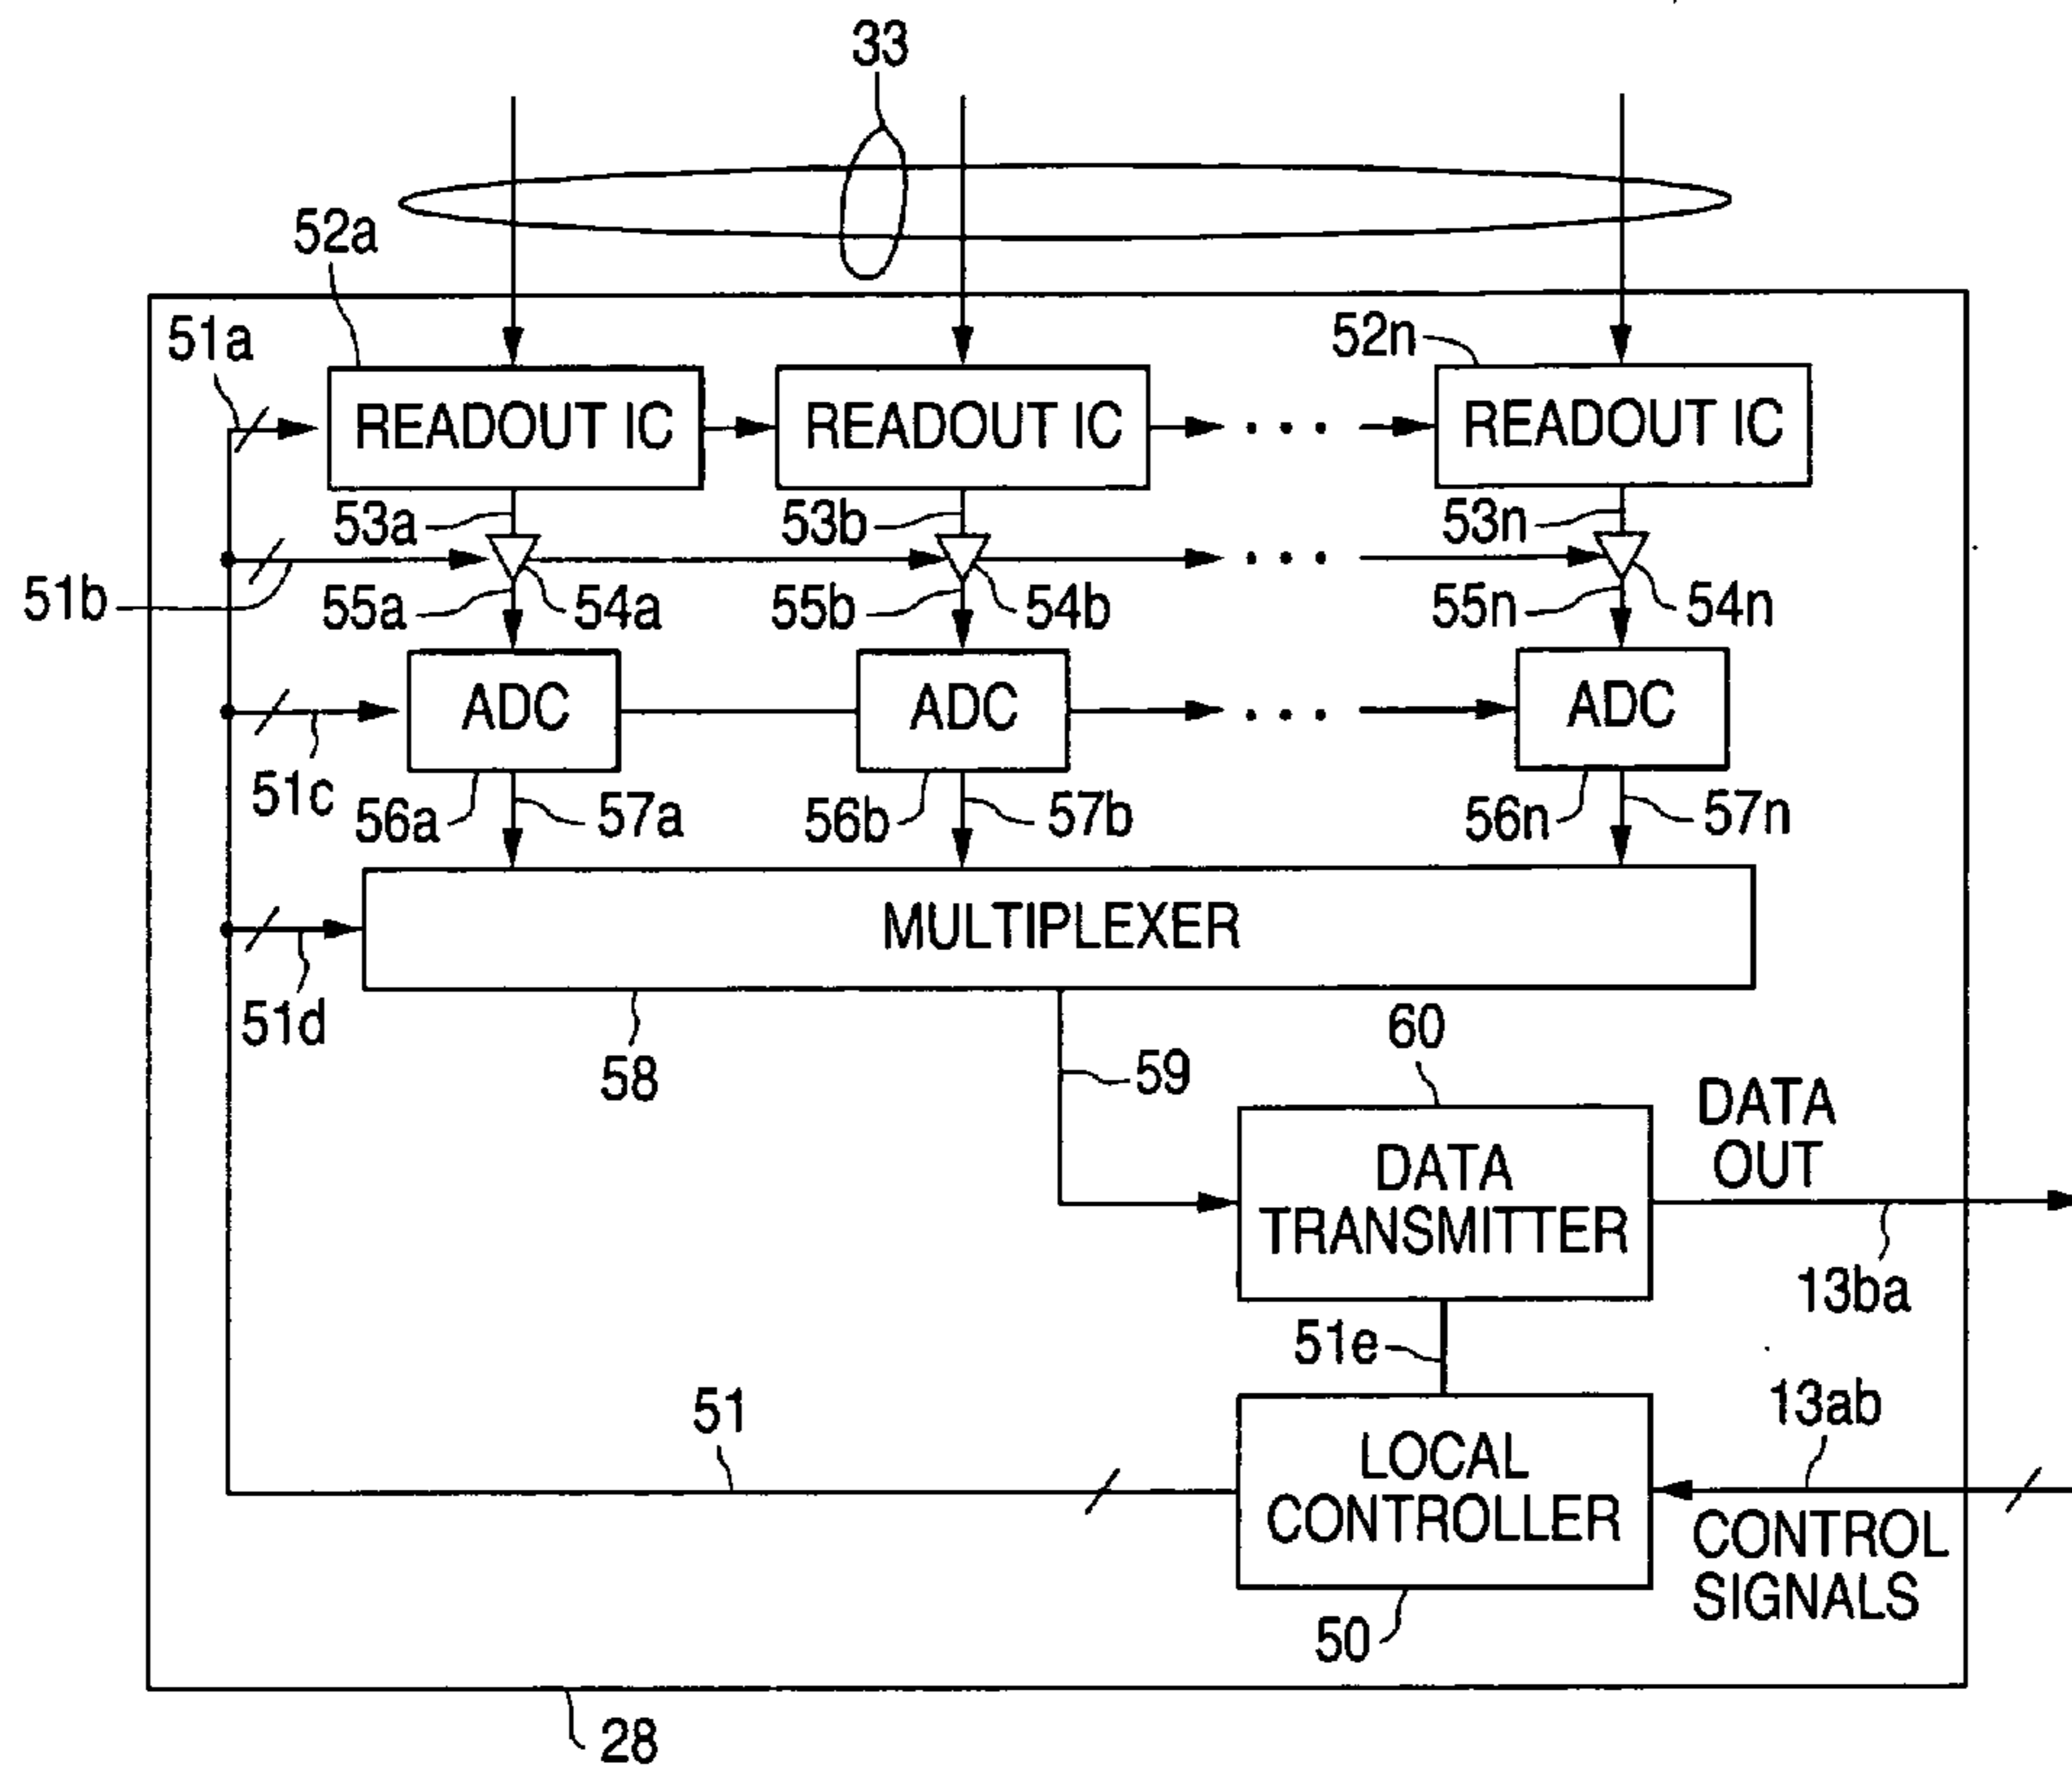 33
52a
51a
52n
READOUT IC
READOUT IC
. . .
READOUT IC
53a
53b
53n
. . .
51b
55a
54a
55b
54b
55n
54n
ADC
ADC
. . .
ADC
51c
56a
57a
56b
57b
56n
57n
MULTIPLEXER
51d
58
59
60
DATA
TRANSMITTER
DATA
OUT
13ba
51e
51
13ab
LOCAL
CONTROLLER
CONTROL
SIGNALS
50
28